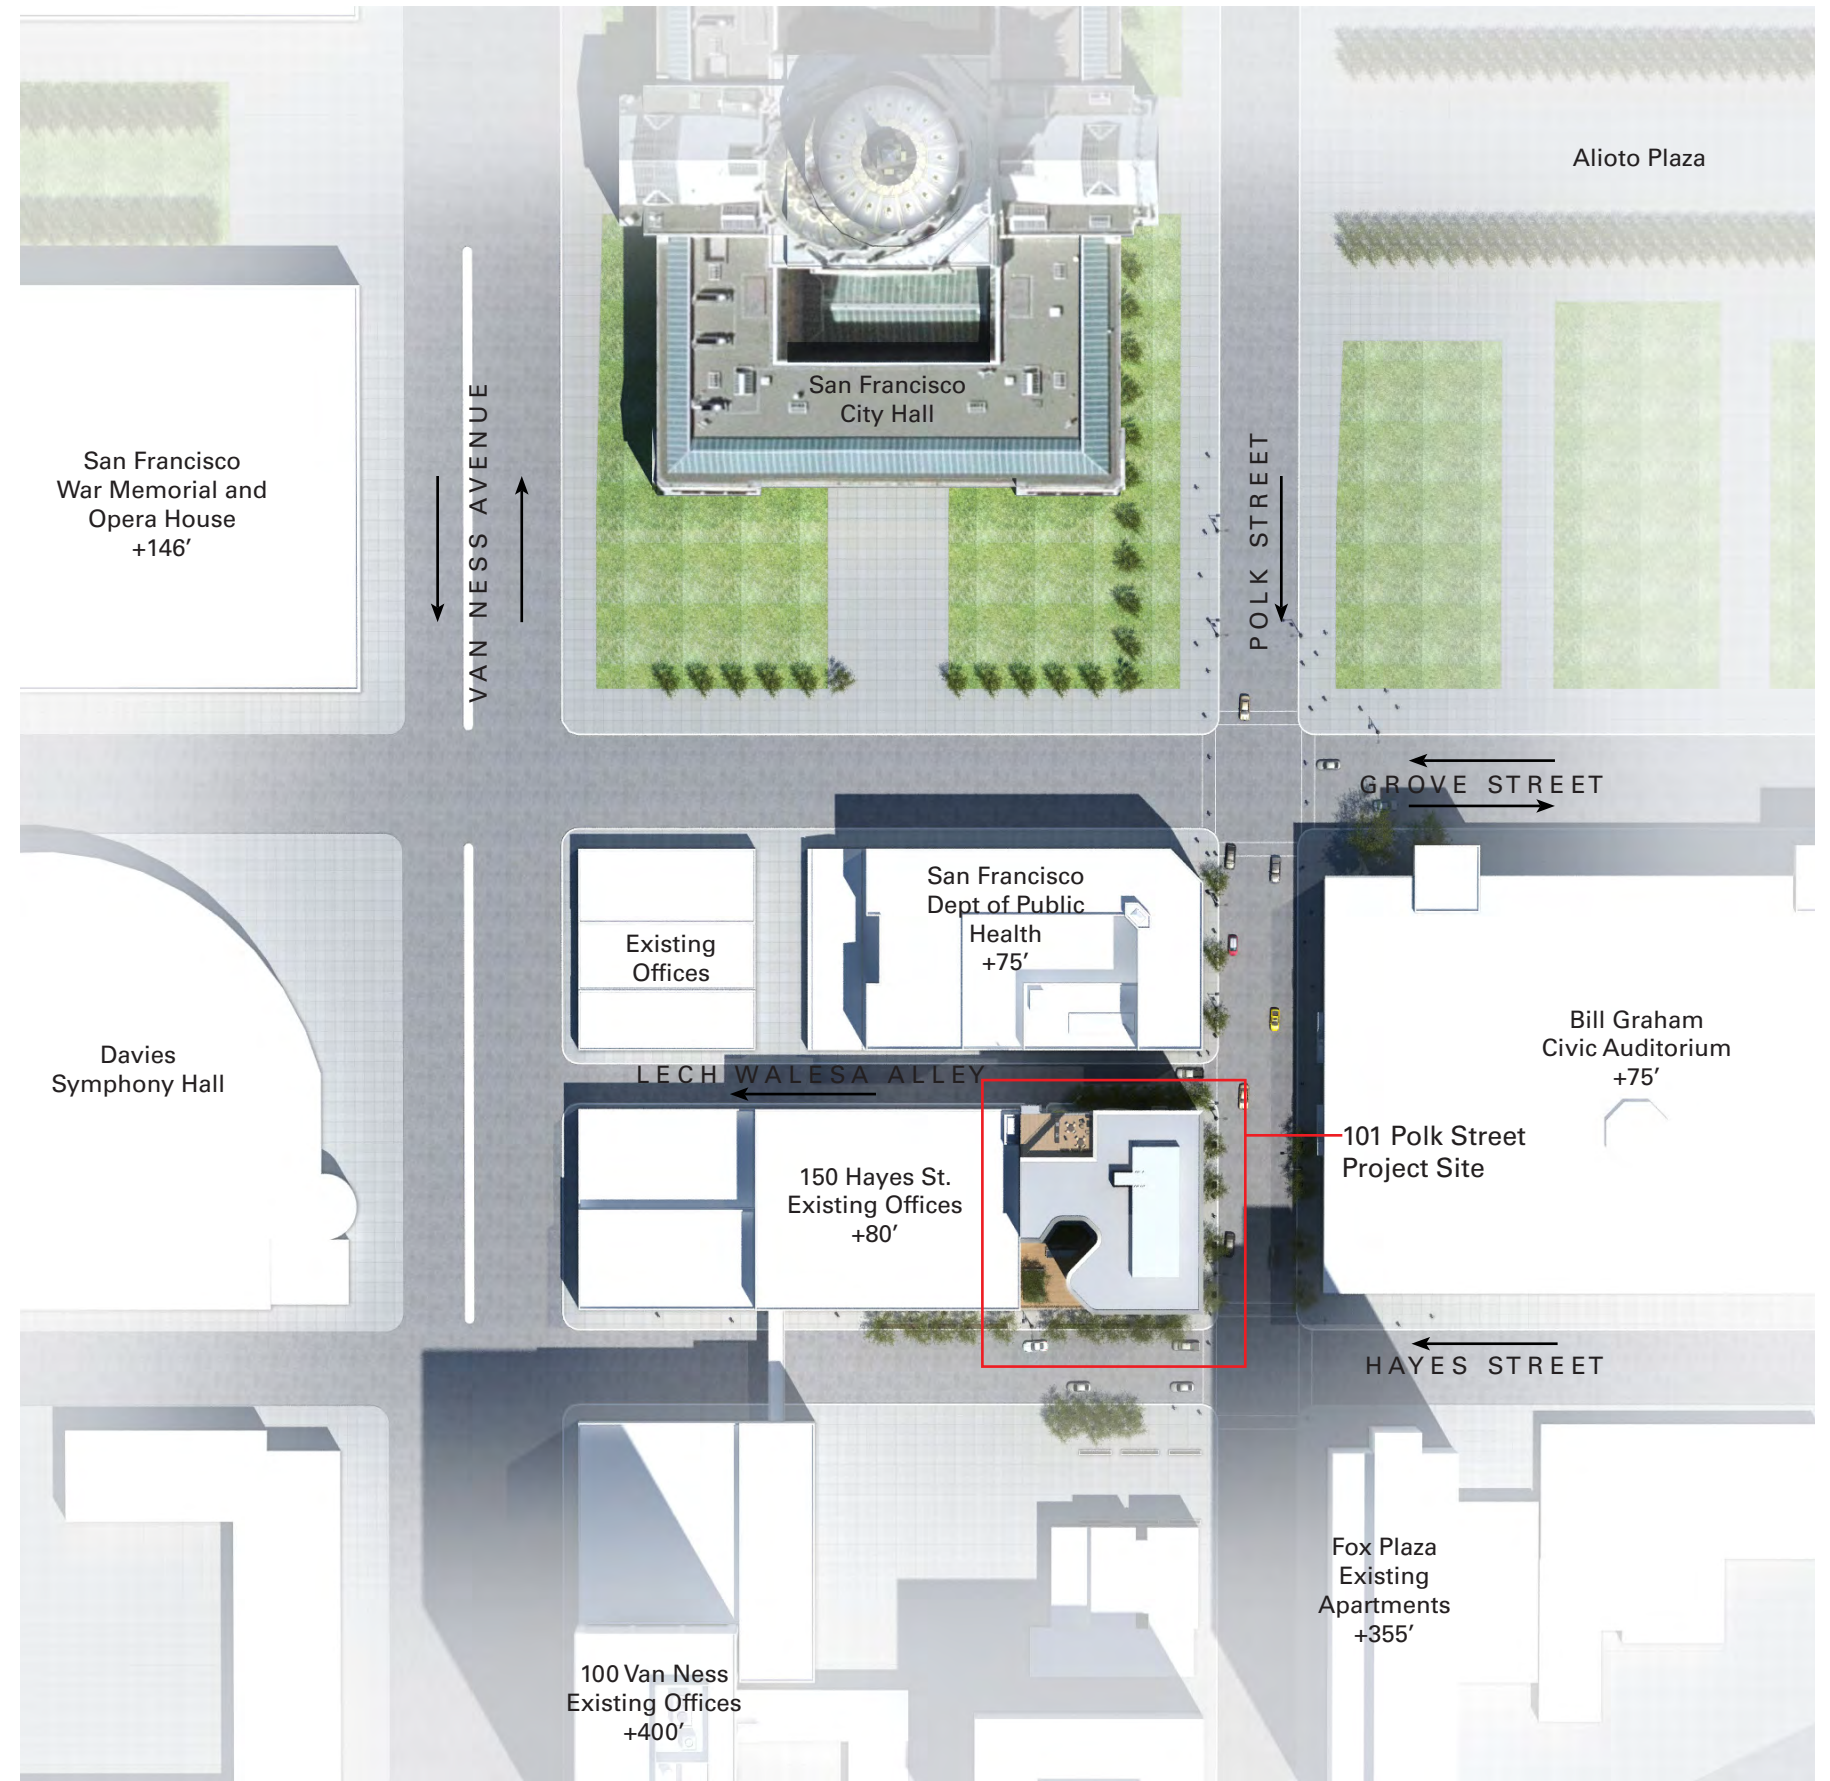 Alioto Plaza
San Francisco
City Hall
San Francisco
War Memorial and
Opera House
+146′
VAN NESS AVENUE
POLK STREET
GROVE STREET
San Francisco
Dept of Public
Health
+75′
Existing
Offices
Bill Graham
Civic Auditorium
+75′
Davies
Symphony Hall
LECH WALESA ALLEY
101 Polk Street
Project Site
150 Hayes St.
Existing Offices
+80′
HAYES STREET
Fox Plaza
Existing
Apartments
+355′
100 Van Ness
Existing Offices
+400′